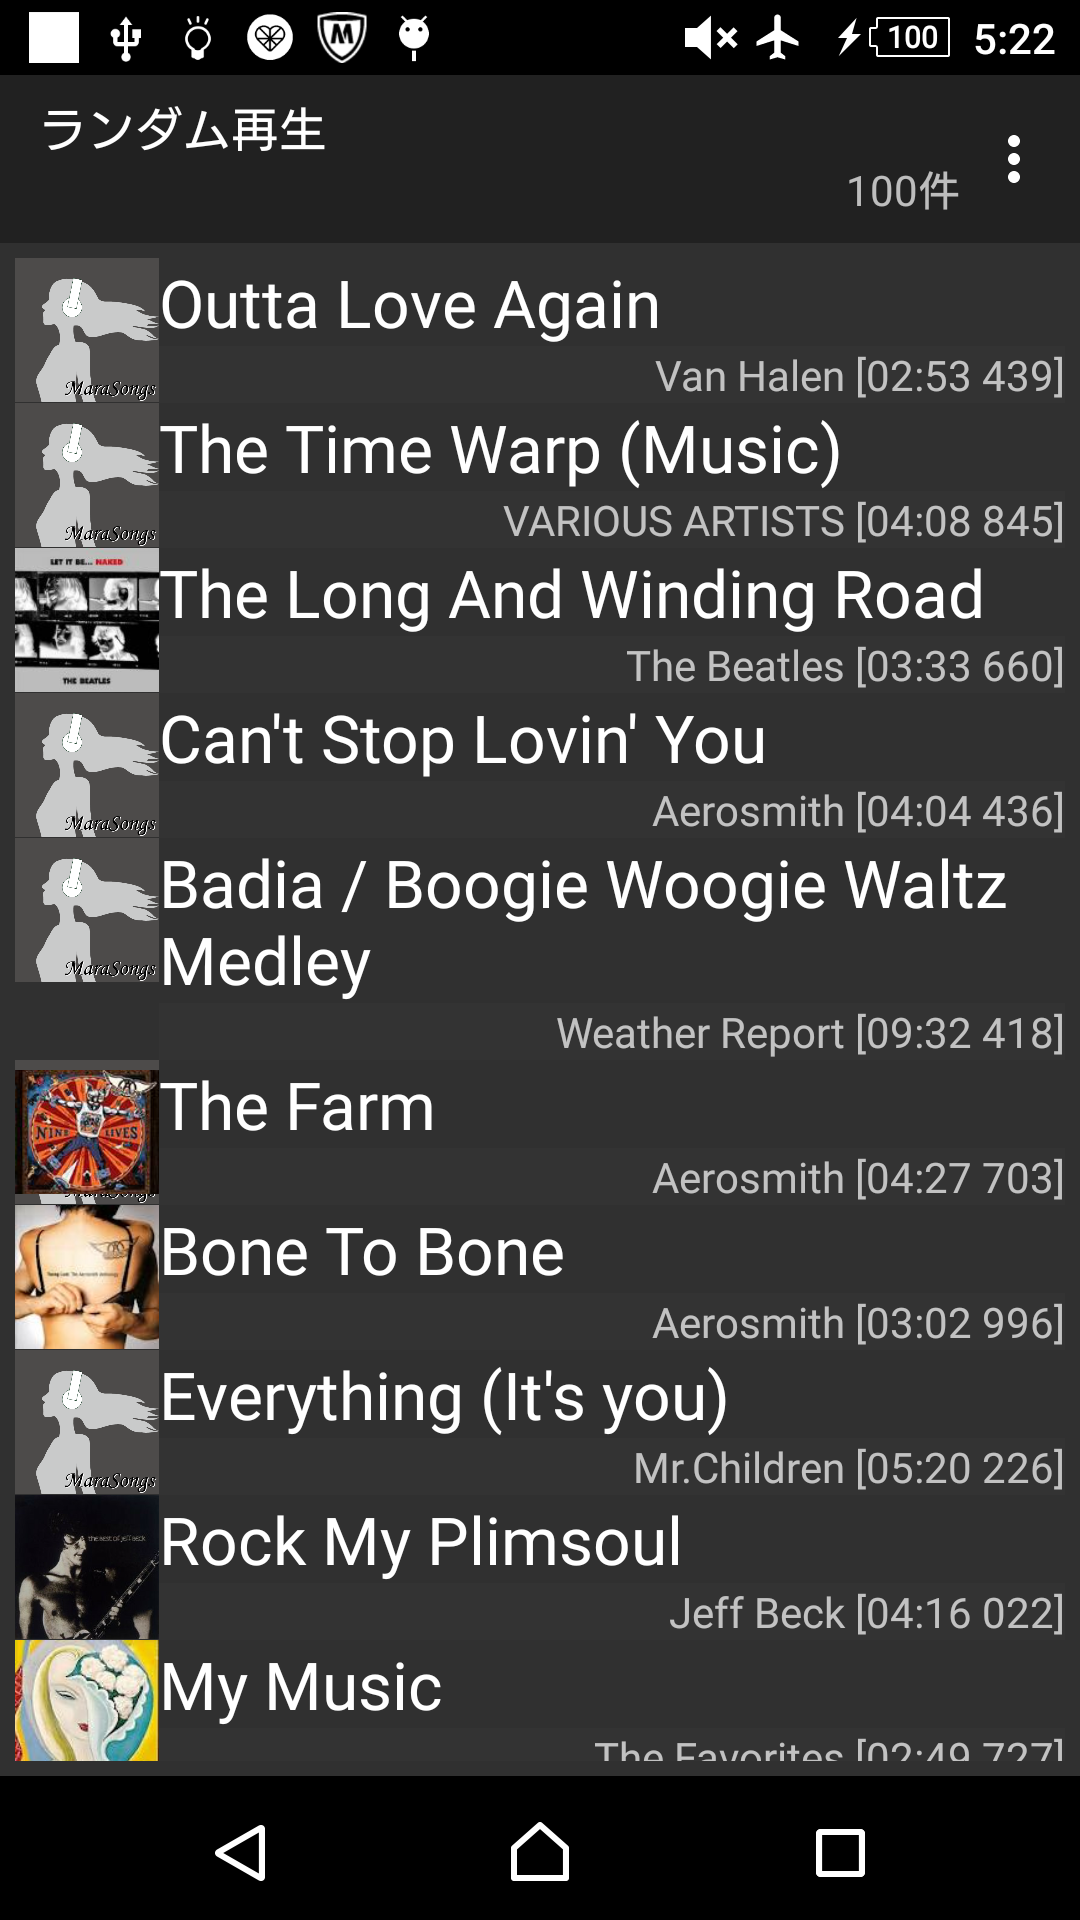 100
5:22
ランダム再生
100件
Outta Love Again
Van Halen [02:53 439]
MaraSongs
The Time Warp (Music)
VARIOUS ARTISTS [04:08 845]
MaraSongs
LET IT BE... NAKED
The Long And Winding Road
The Beatles [03:33 660]
THE BEATLES
Can't Stop Lovin' You
Aerosmith [04:04 436]
MaraSongs
Badia / Boogie Woogie Waltz
Medley
MaraSongs
Weather Report [09:32 418]
The Farm
NINE LIVES
Aerosmith [04:27 703]
Bone To Bone
Aerosmith [03:02 996]
Everything (It's you)
Mr.Children [05:20 226]
MaraSongs
the best of jeff beck
Rock My Plimsoul
Jeff Beck [04:16 022]
My Music
The Favorites [02:49 727]